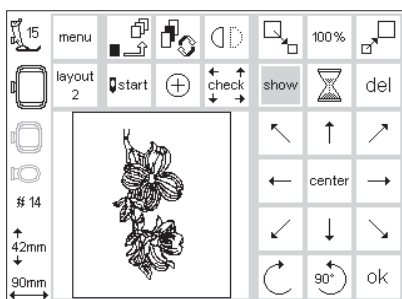 15
menu
100%
layout
2
start
check
show
del
center
# 14
42mm
90mm
90°
ok